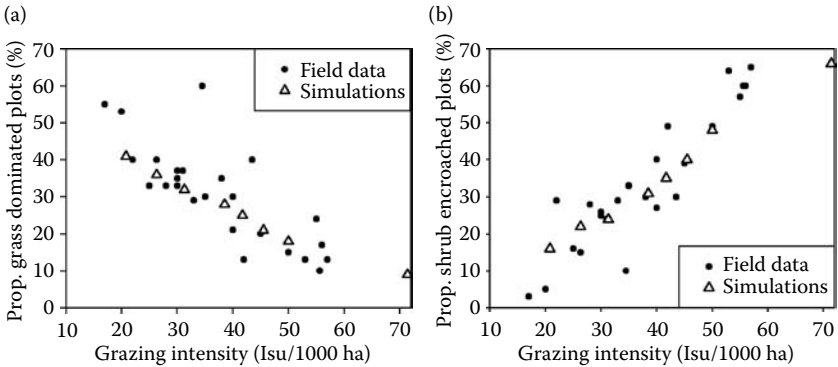 (a)
Prop. grass dominated plots (%)
70
60
50
40
30
20
10
0
Field data
Simulations
10 20 30 40 50 60 70
Grazing intensity (Isu/1000 ha)
(b)
Prop. shrub encroached plots (%)
70
60
50
40
30
20
10
0
Field data
Simulations
10 20 30 40 50 60 70
Grazing intensity (Isu/1000 ha)